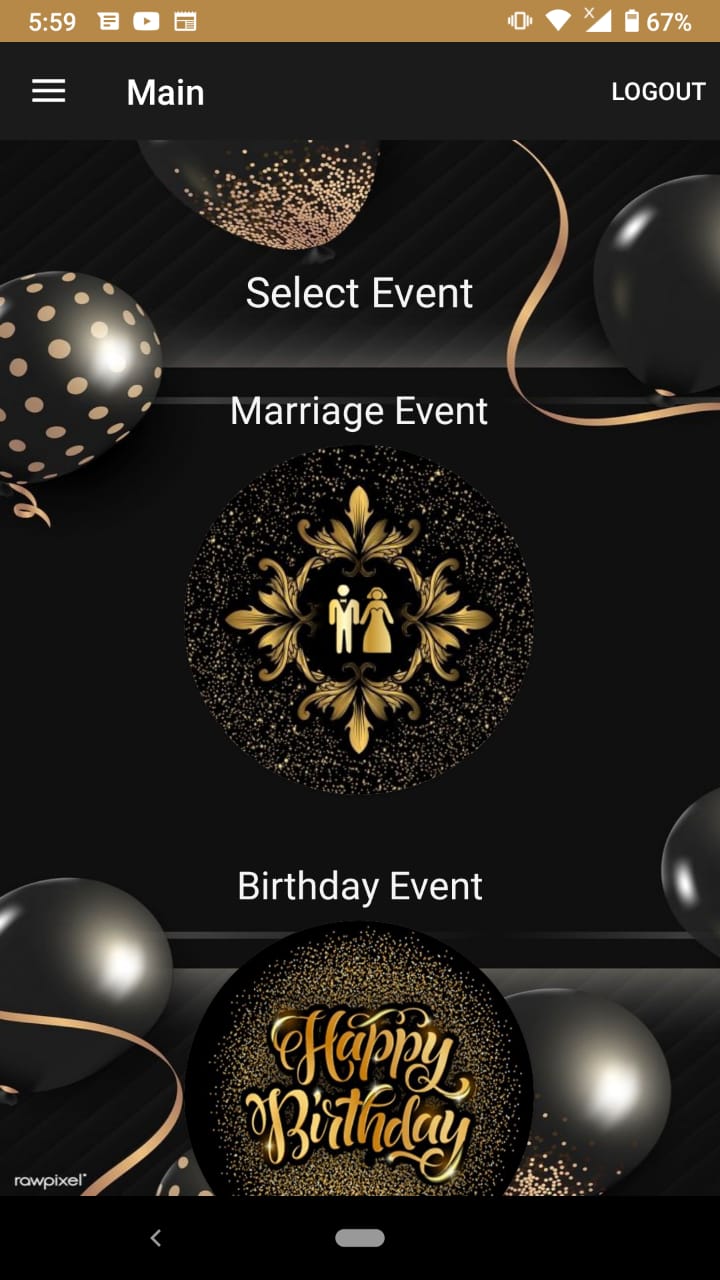 5:59
67%
Main
LOGOUT
Select Event
Marriage Event
Birthday Event
Happy
Birthday
rawpixel